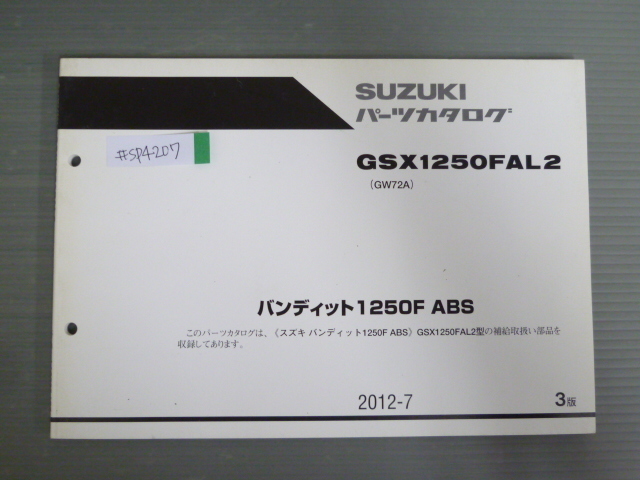 SUZUKI
パーツカタログ
#SP4207
GSX1250FAL2
(GW72A)
バンディット1250F ABS
このパーツカタログは、《スズキ バンディット1250F ABS》GSX1250FAL2型の補給取扱い部品を
収録してあります。
2012-7
3版